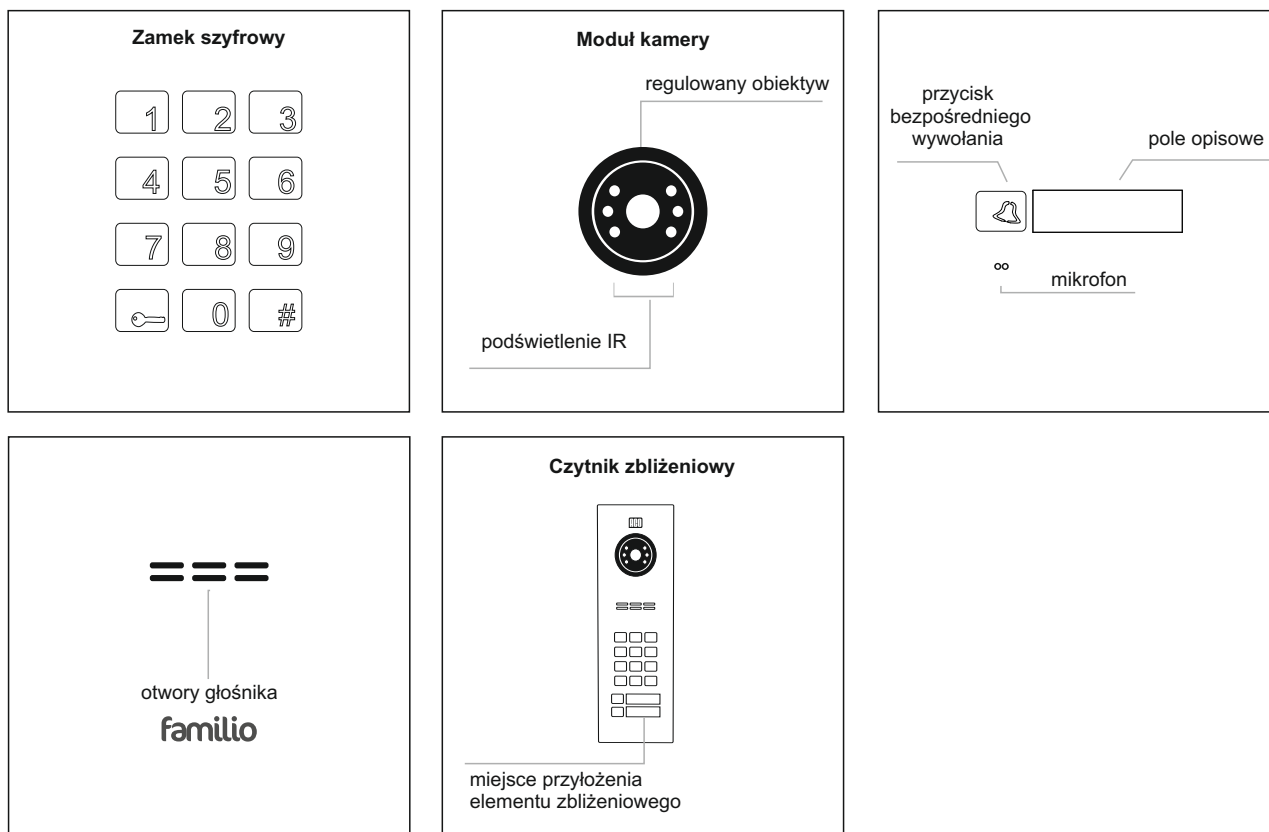 Zamek szyfrowy
1 2 3
4 5 6
7 8 9
0 #
Moduł kamery
regulowany obiektyw
podświetlenie IR
przycisk
bezpośredniego
wywołania
pole opisowe
mikrofon
otwory głośnika
familio
Czytnik zbliżeniowy
miejsce przyłożenia
elementu zbliżeniowego